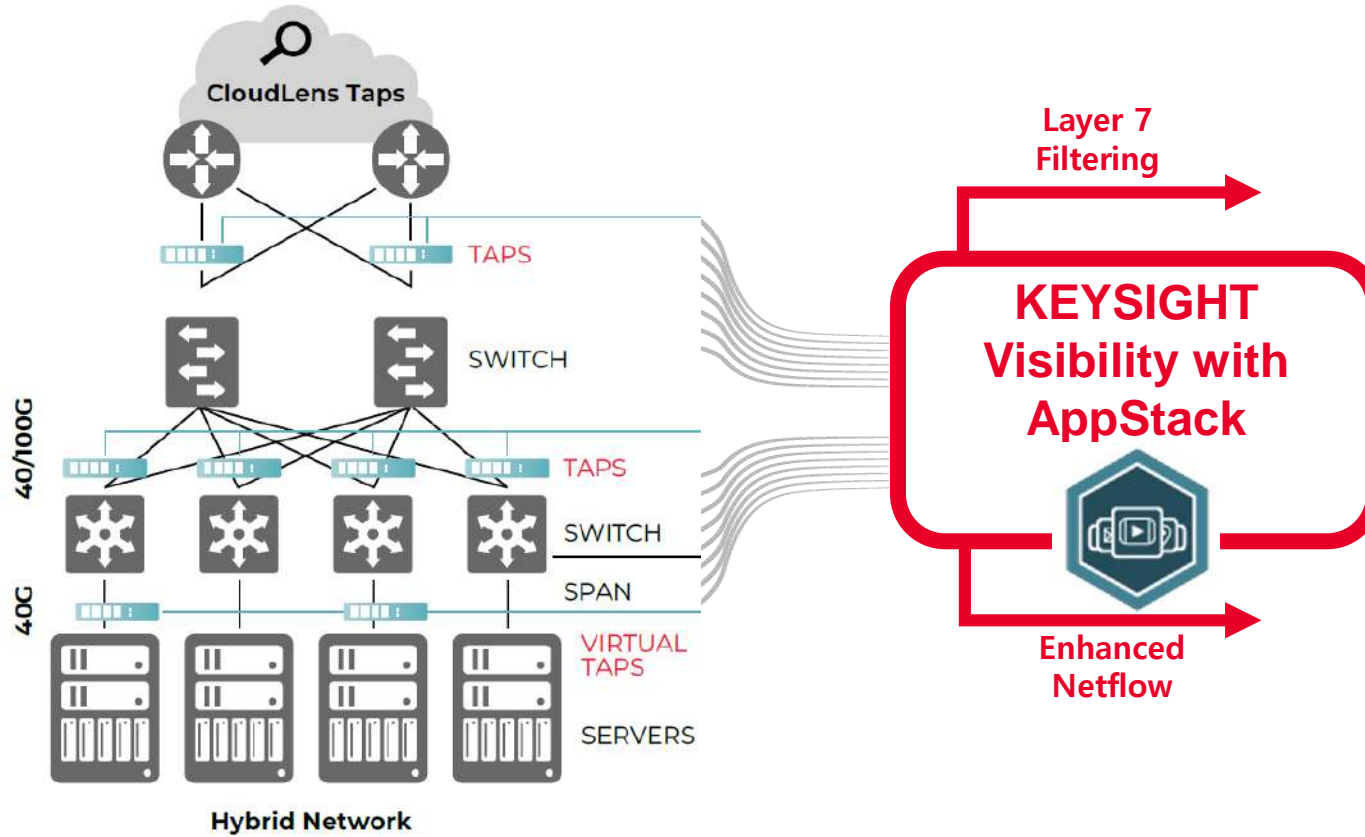 CloudLens Taps
TAPS
SWITCH
40/100G
TAPS
SWITCH
SPAN
40G
VIRTUAL
TAPS
SERVERS
Hybrid Network
Layer 7
Filtering
KEYSIGHT
Visibility with
AppStack
Enhanced
Netflow